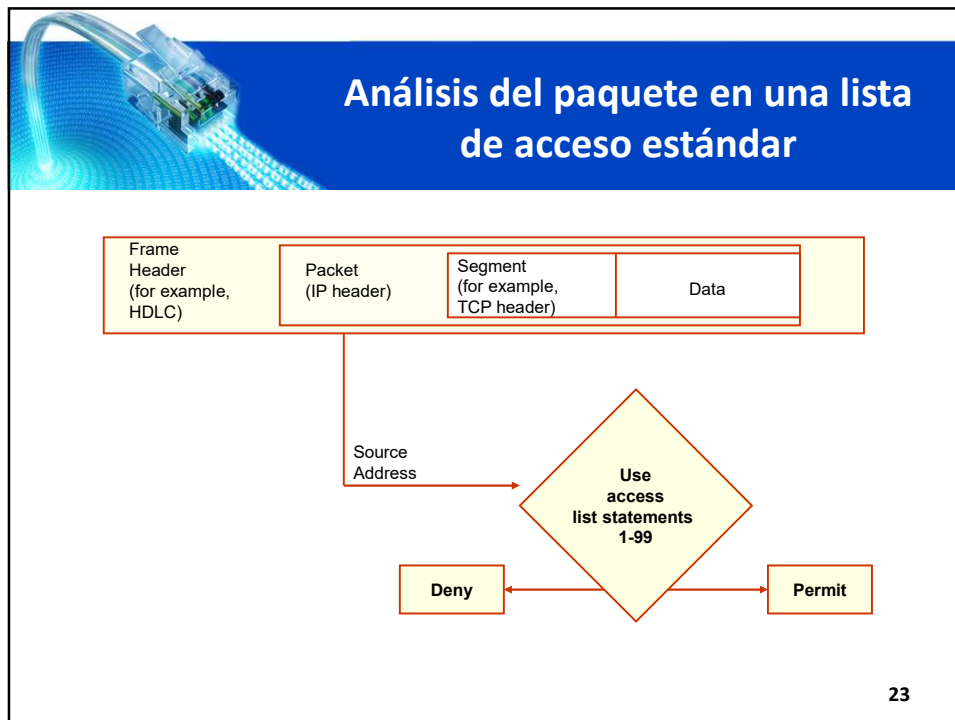 Análisis del paquete en una lista
de acceso estándar
Frame
Header
(for example,
HDLC)
Packet
(IP header)
Segment
(for example,
TCP header)
Data
Source
Address
Use
access
list statements
1-99
Deny
Permit
23